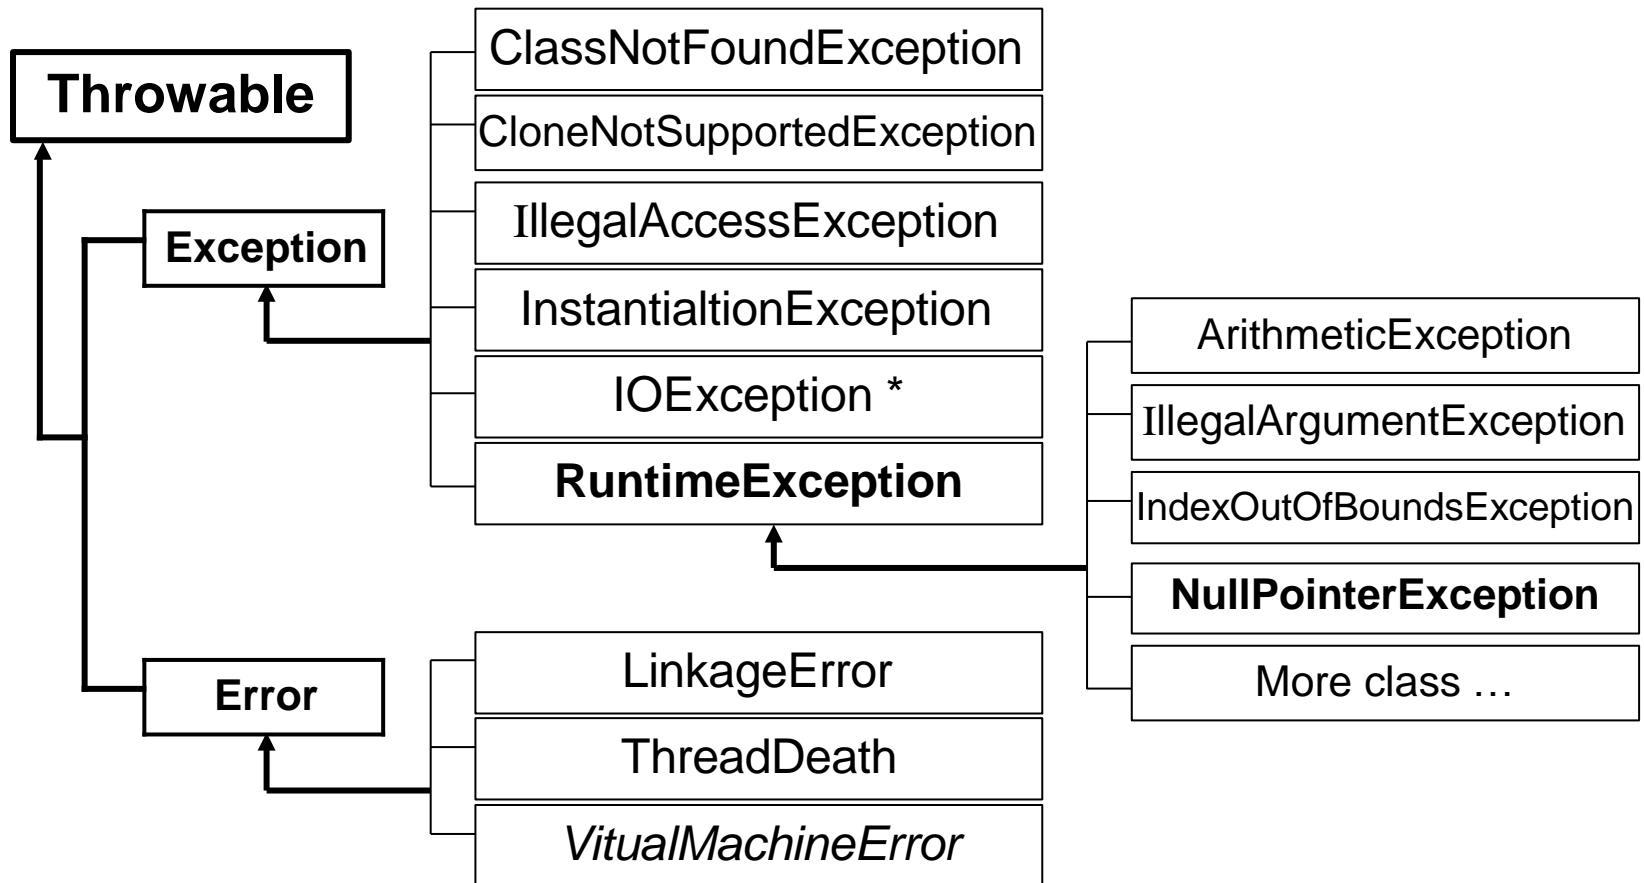 Throwable
Exception
ClassNotFoundException
CloneNotSupportedException
IllegalAccessException
InstantialtionException
IOException *
RuntimeException
ArithmeticException
IllegalArgumentException
IndexOutOfBoundsException
NullPointerException
More class …
Error
LinkageError
ThreadDeath
VitualMachineError